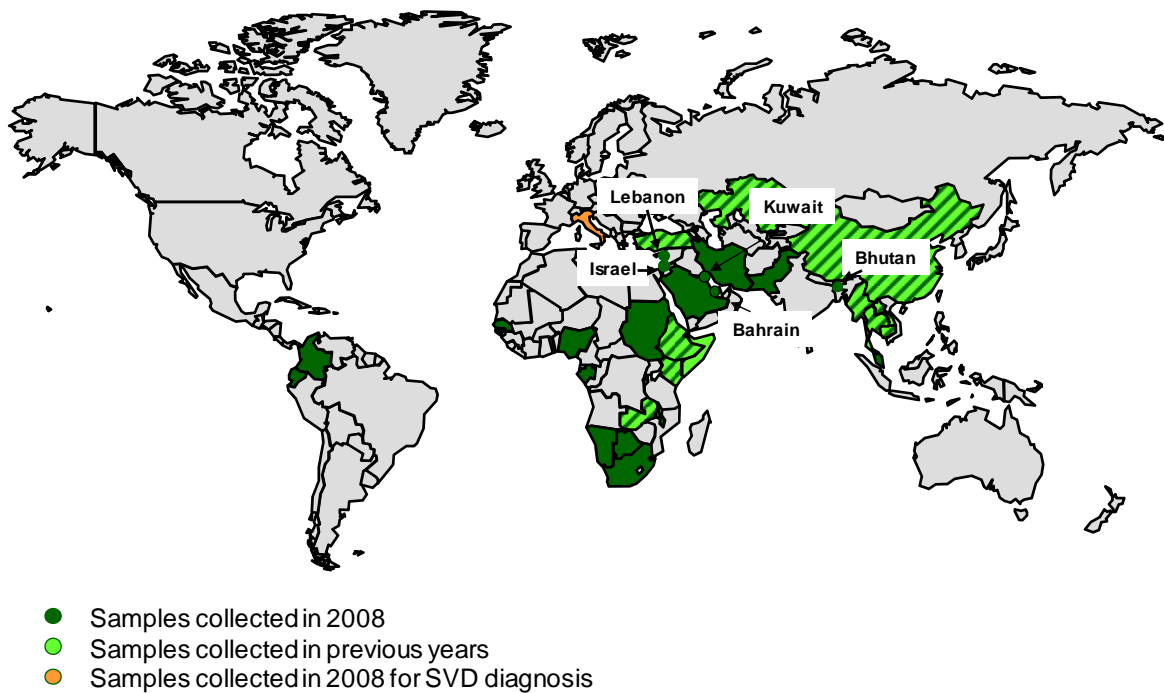 Lebanon
Kuwait
Israel
Bhutan
Bahrain
Samples collected in 2008
Samples collected in previous years
Samples collected in 2008 for SVD diagnosis